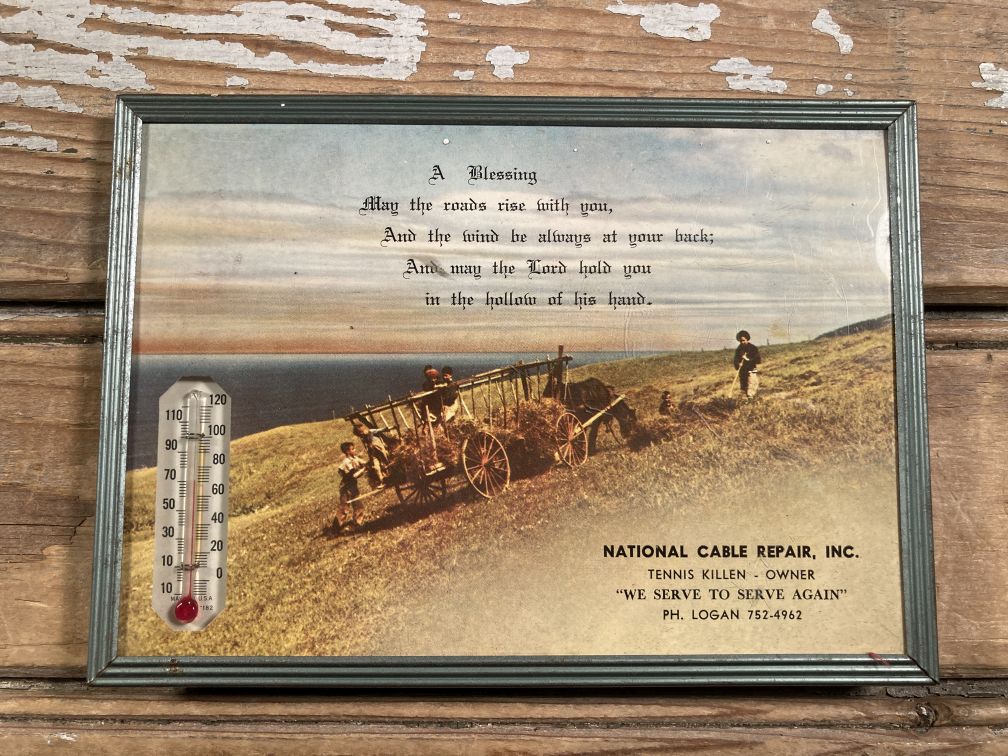 A Blessing
May the roads rise with you,
And the wind be always at your back;
And may the Lord hold you
in the hollow of his hand.
120
110
100
90
80
70
60
50
40
30
20
10
0
10
U.S.A
NATIONAL CABLE REPAIR, INC.
TENNIS KILLEN - OWNER
"WE SERVE TO SERVE AGAIN"
PH. LOGAN 752-4962